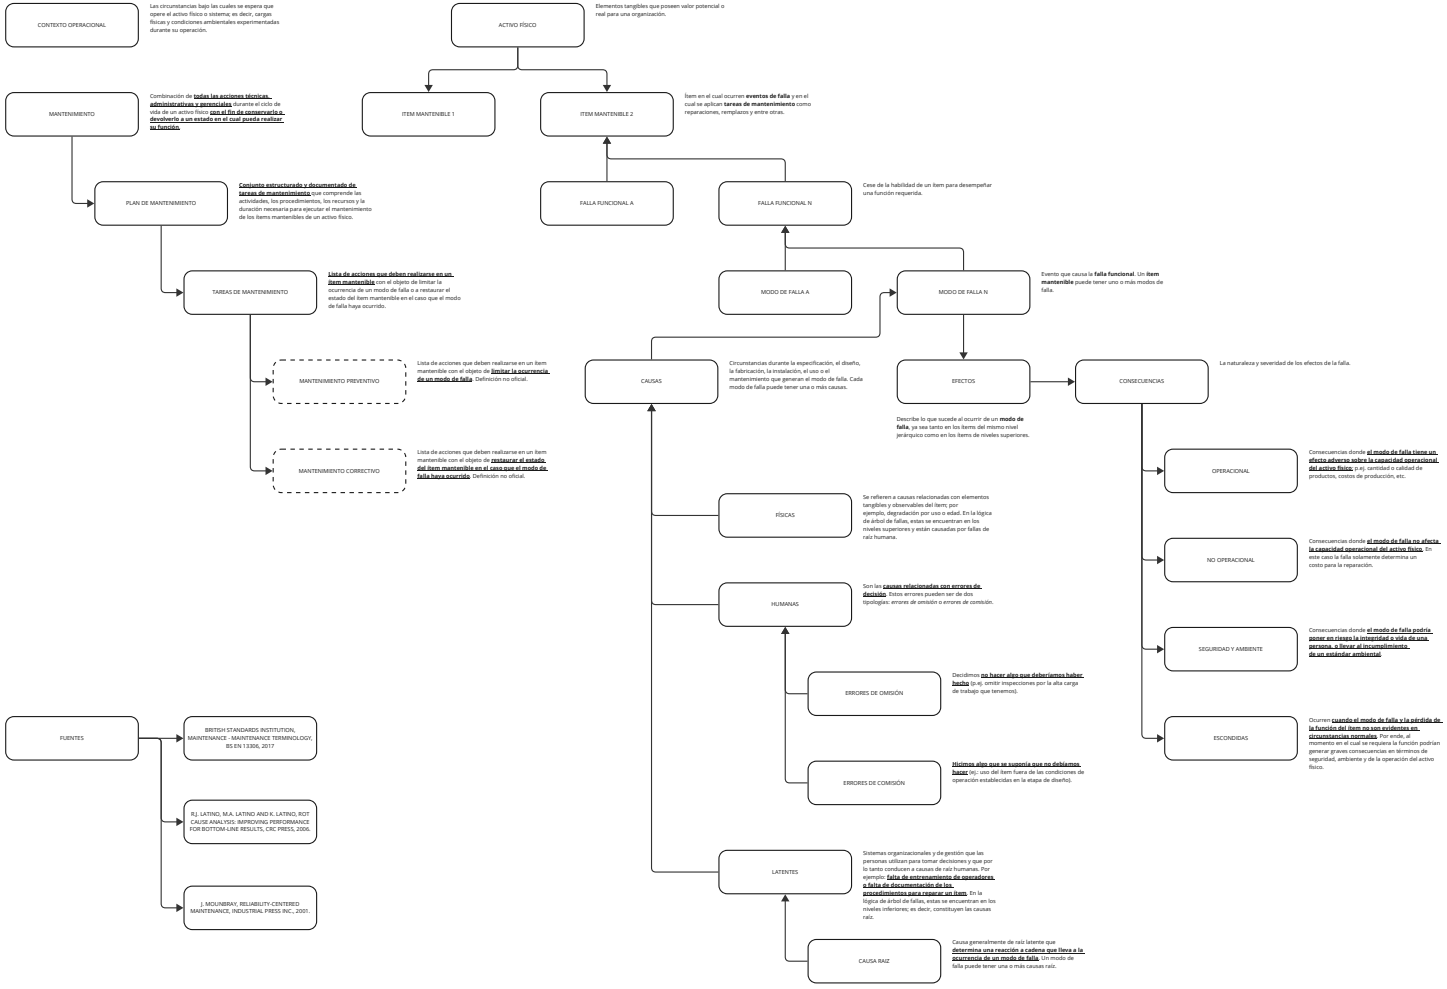 CONTEXTO OPERACIONAL
Las circunstancias bajo las cuales se espera que
opere el activo físico o sistema; es decir, cargas
físicas y condiciones ambientales experimentadas
durante su operación.
ACTIVO FÍSICO
Elementos tangibles que poseen valor potencial o
real para una organización.
MANTENIMIENTO
Combinación de todas las acciones técnicas,
administrativas y gerenciales durante el ciclo de
vida de un activo físico con el fin de conservarlo o
devolverlo a un estado en el cual pueda realizar
su función.
ITEM MANTENIBLE 1
ITEM MANTENIBLE 2
Ítem en el cual ocurren eventos de falla y en el
cual se aplican tareas de mantenimiento como
reparaciones, remplazos y entre otras.
PLAN DE MANTENIMIENTO
Conjunto estructurado y documentado de
tareas de mantenimiento que comprende las
actividades, los procedimientos, los recursos y la
duración necesaria para ejecutar el mantenimiento
de los ítems mantenibles de un activo físico.
FALLA FUNCIONAL A
FALLA FUNCIONAL N
Cese de la habilidad de un ítem para desempeñar
una función requerida.
TAREAS DE MANTENIMIENTO
Lista de acciones que deben realizarse en un
ítem mantenible con el objeto de limitar la
ocurrencia de un modo de falla o a restaurar el
estado del ítem mantenible en el caso que el modo
de falla haya ocurrido.
MODO DE FALLA A
MODO DE FALLA N
Evento que causa la falla funcional. Un ítem
mantenible puede tener uno o más modos de
falla.
MANTENIMIENTO PREVENTIVO
Lista de acciones que deben realizarse en un ítem
mantenible con el objeto de limitar la ocurrencia
de un modo de falla. Definición no oficial.
CAUSAS
Circunstancias durante la especificación, el diseño,
la fabricación, la instalación, el uso o el
mantenimiento que generan el modo de falla. Cada
modo de falla puede tener una o más causas.
EFECTOS
Describe lo que sucede al ocurrir de un modo de
falla, ya sea tanto en los ítems del mismo nivel
jerárquico como en los ítems de niveles superiores.
CONSECUENCIAS
La naturaleza y severidad de los efectos de la falla.
MANTENIMIENTO CORRECTIVO
Lista de acciones que deben realizarse en un ítem
mantenible con el objeto de restaurar el estado
del ítem mantenible en el caso que el modo de
falla haya ocurrido. Definición no oficial.
OPERACIONAL
Consecuencias donde el modo de falla tiene un
efecto adverso sobre la capacidad operacional
del activo físico; p.ej. cantidad o calidad de
productos, costos de producción, etc.
FÍSICAS
Se refieren a causas relacionadas con elementos
tangibles y observables del ítem; por
ejemplo, degradación por uso o edad. En la lógica
de árbol de fallas, estas se encuentran en los
niveles superiores y están causadas por fallas de
raíz humana.
NO OPERACIONAL
Consecuencias donde el modo de falla no afecta
la capacidad operacional del activo físico. En
este caso la falla solamente determina un
costo para la reparación.
HUMANAS
Son las causas relacionadas con errores de
decisión. Estos errores pueden ser de dos
tipologías: errores de omisión o errores de comisión.
SEGURIDAD Y AMBIENTE
Consecuencias donde el modo de falla podría
poner en riesgo la integridad o vida de una
persona, o llevar al incumplimiento
de un estándar ambiental.
ERRORES DE OMISIÓN
Decidimos no hacer algo que deberíamos haber
hecho (p.ej. omitir inspecciones por la alta carga
de trabajo que tenemos).
FUENTES
BRITISH STANDARDS INSTITUTION,
MAINTENANCE - MAINTENANCE TERMINOLOGY,
BS EN 13306, 2017
ESCONDIDAS
Ocurren cuando el modo de falla y la pérdida de
la función del ítem no son evidentes en
circunstancias normales. Por ende, al
momento en el cual se requiera la función podrían
generar graves consecuencias en términos de
seguridad, ambiente y de la operación del activo
físico.
ERRORES DE COMISIÓN
Hicimos algo que se suponía que no debíamos
hacer (ej.: uso del ítem fuera de las condiciones de
operación establecidas en la etapa de diseño).
R.J. LATINO, M.A. LATINO AND K. LATINO, ROT
CAUSE ANALYSIS: IMPROVING PERFORMANCE
FOR BOTTOM-LINE RESULTS, CRC PRESS, 2006.
LATENTES
Sistemas organizacionales y de gestión que las
personas utilizan para tomar decisiones y que por
lo tanto conducen a causas de raíz humanas. Por
ejemplo: falta de entrenamiento de operadores
o falta de documentación de los
procedimientos para reparar un ítem. En la
lógica de árbol de fallas, estas se encuentran en los
niveles inferiores; es decir, constituyen las causas
raíz.
J. MOUNBRAY, RELIABILITY-CENTERED
MAINTENANCE, INDUSTRIAL PRESS INC., 2001.
CAUSA RAIZ
Causa generalmente de raíz latente que
determina una reacción a cadena que lleva a la
ocurrencia de un modo de falla. Un modo de
falla puede tener una o más causas raíz.